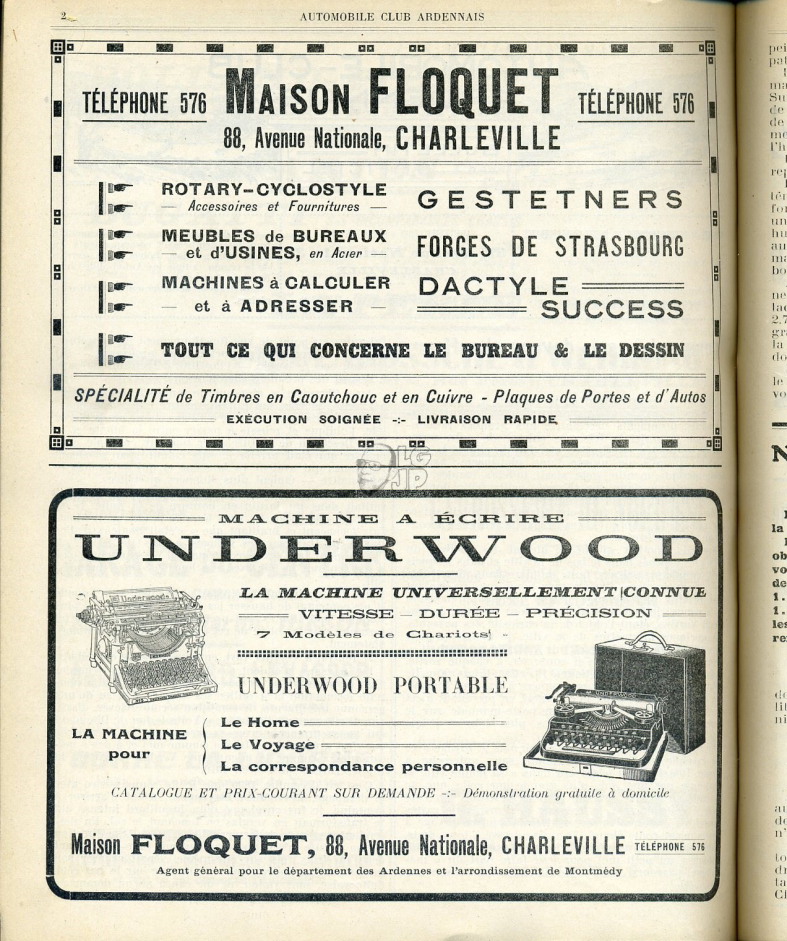 2
AUTOMOBILE CLUB ARDENNAIS
TÉLÉPHONE 576 MAISON FLOQUET TÉLÉPHONE 576
88, Avenue Nationale, CHARLEVILLE
ROTARY-CYCLOSTYLE
— Accessoires et Fournitures —
GESTETNERS
MEUBLES de BUREAUX
— et d'USINES, en Acier —
FORGES DE STRASBOURG
MACHINES à CALCULER
— et à ADRESSER —
DACTYLE
SUCCESS
TOUT CE QUI CONCERNE LE BUREAU & LE DESSIN
SPÉCIALITÉ de Timbres en Caoutchouc et en Cuivre - Plaques de Portes et d'Autos
EXÉCUTION SOIGNÉE -:- LIVRAISON RAPIDE
LG
JP
MACHINE A ÉCRIRE
UNDERWOOD
LA MACHINE UNIVERSELLEMENT CONNUE
VITESSE – DURÉE – PRÉCISION
7 Modèles de Chariots -
Underwood
UNDERWOOD PORTABLE
LA MACHINE
pour
Le Home
Le Voyage
La correspondance personnelle
CATALOGUE ET PRIX-COURANT SUR DEMANDE -:- Démonstration gratuite à domicile
Maison FLOQUET, 88, Avenue Nationale, CHARLEVILLE TÉLÉPHONE 576
Agent général pour le département des Ardennes et l'arrondissement de Montmédy